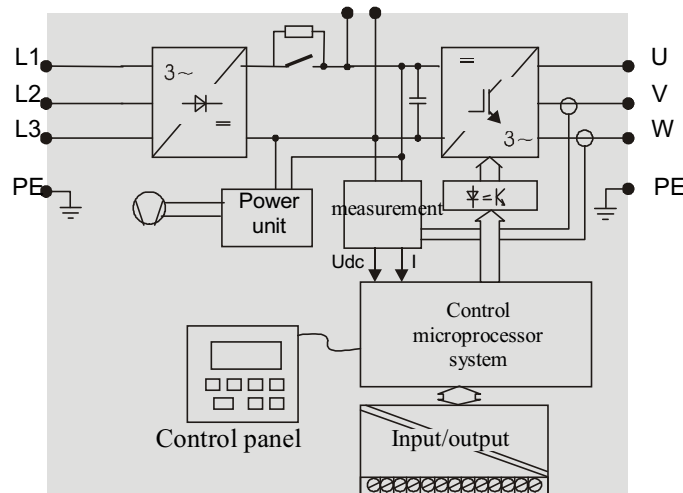 L1
L2
L3
PE
3~
=
=
3~
U
V
W
PE
Power
unit
measurement
=
Udc
I
Control
microprocessor
system
Control panel
Input/output